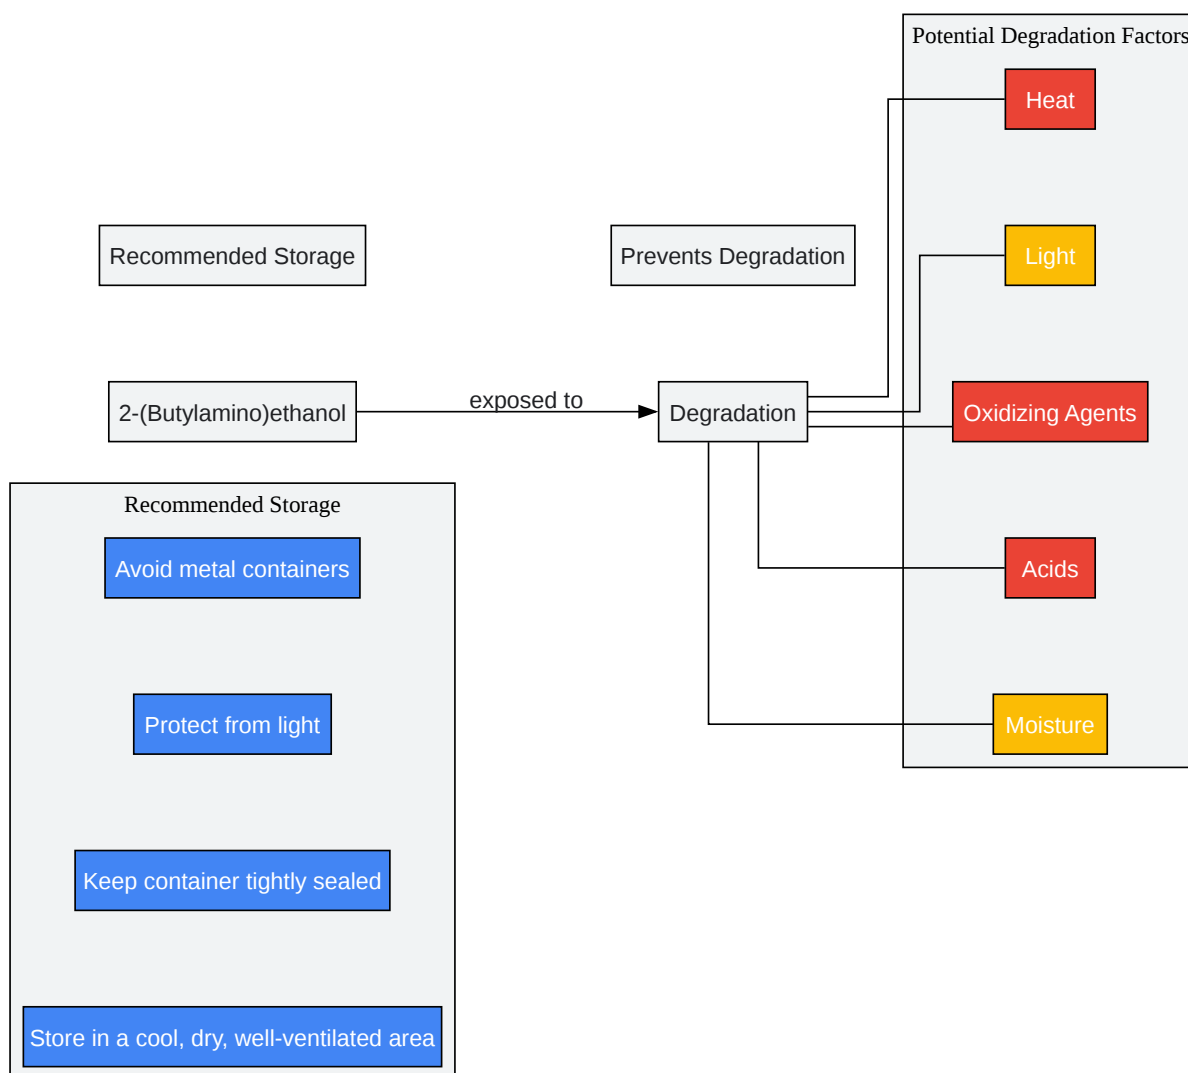 Potential Degradation Factors
Heat
Recommended Storage
Prevents Degradation
Light
2-(Butylamino)ethanol
exposed to
Degradation
Oxidizing Agents
Recommended Storage
Avoid metal containers
Acids
Protect from light
Moisture
Keep container tightly sealed
Store in a cool, dry, well-ventilated area